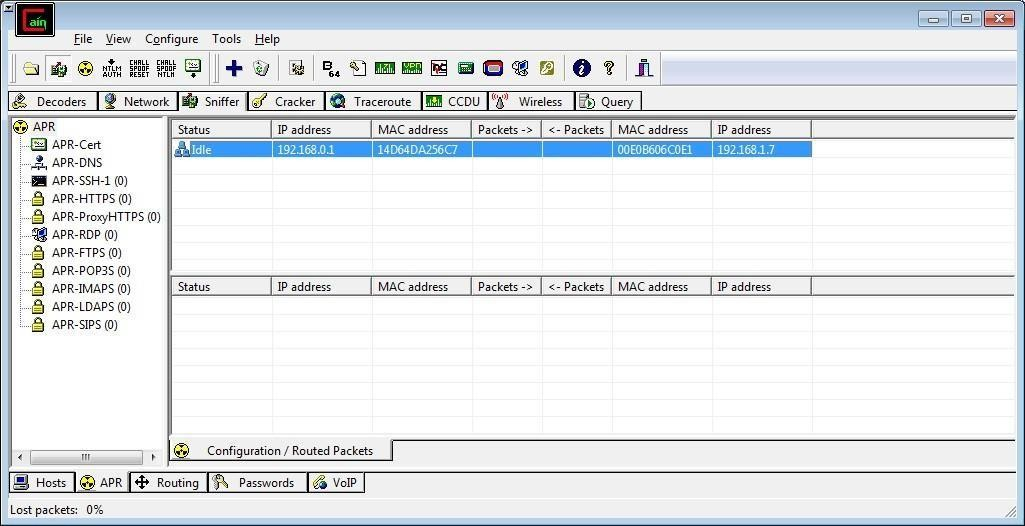 Cain
File View Configure Tools Help
NTLM AUTH CHALL SPOOF RESET CHALL SPOOF NTLM B64
Decoders Network Sniffer Cracker Traceroute CCDU Wireless Query
APR
APR-Cert
APR-DNS
APR-SSH-1 (0)
APR-HTTPS (0)
APR-ProxyHTTPS (0)
APR-RDP (0)
APR-FTPS (0)
APR-POP3S (0)
APR-IMAPS (0)
APR-LDAPS (0)
APR-SIPS (0)
Status IP address MAC address Packets -> <- Packets MAC address IP address
Idle 192.168.0.1 14D64DA256C7 00E0B606C0E1 192.168.1.7
Status IP address MAC address Packets -> <- Packets MAC address IP address
Configuration / Routed Packets
Hosts APR Routing Passwords VoIP
Lost packets: 0%